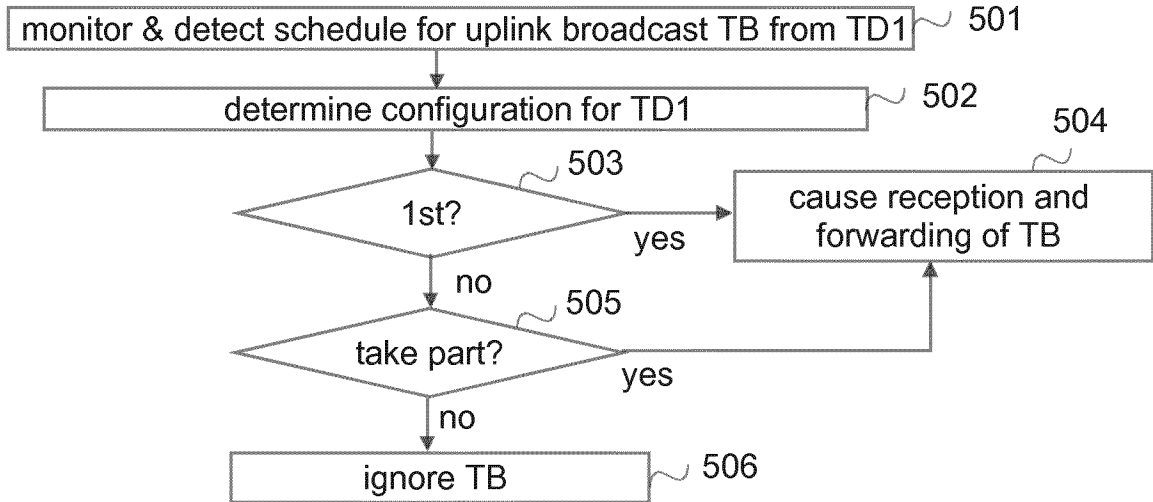 monitor & detect schedule for uplink broadcast TB from TD1
501
determine configuration for TD1
502
503
504
1st?
yes
cause reception and
forwarding of TB
no
505
take part?
yes
no
ignore TB
506